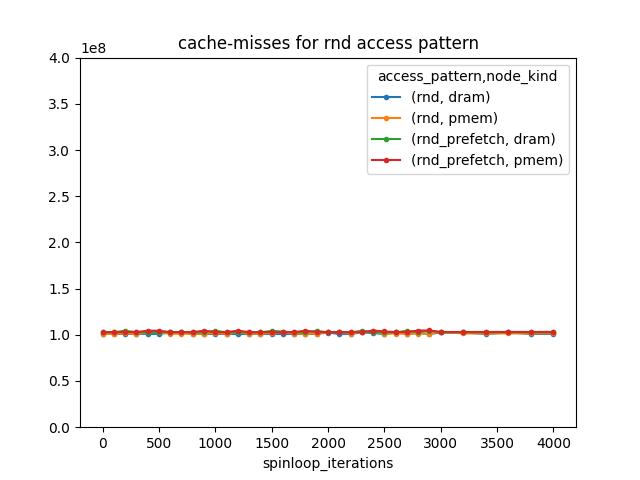 cache-misses for rnd access pattern
1e8
4.0
3.5
3.0
2.5
2.0
1.5
1.0
0.5
0.0
access_pattern,node_kind
(rnd, dram)
(rnd, pmem)
(rnd_prefetch, dram)
(rnd_prefetch, pmem)
0 500 1000 1500 2000 2500 3000 3500 4000
spinloop_iterations